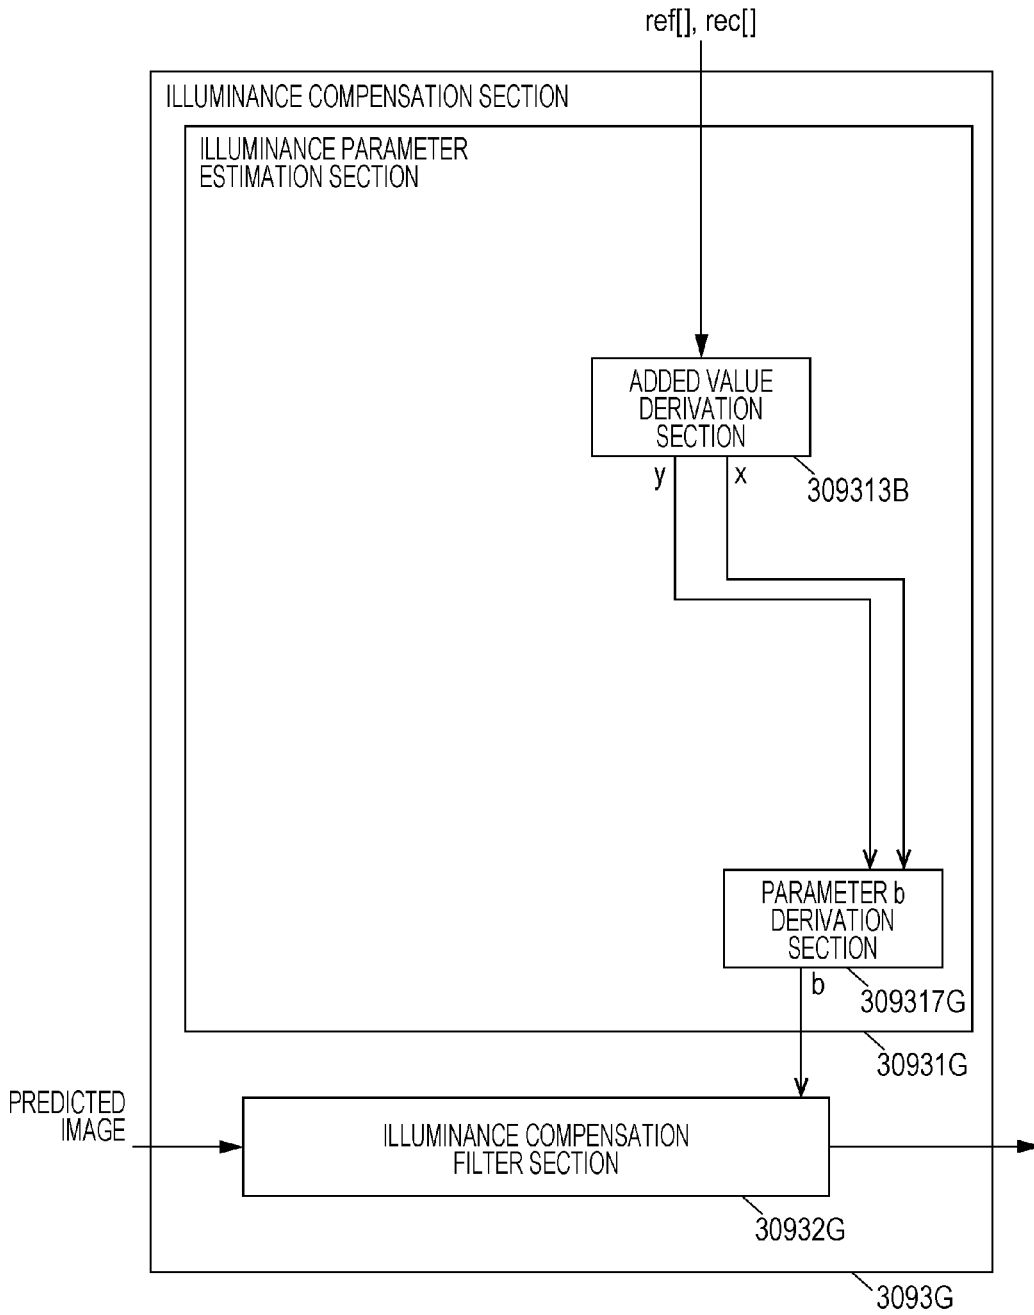 ref[], rec[]
ILLUMINANCE COMPENSATION SECTION
ILLUMINANCE PARAMETER
ESTIMATION SECTION
ADDED VALUE
DERIVATION
SECTION
y
x
309313B
PARAMETER b
DERIVATION
SECTION
b
309317G
30931G
PREDICTED
IMAGE
ILLUMINANCE COMPENSATION
FILTER SECTION
30932G
3093G